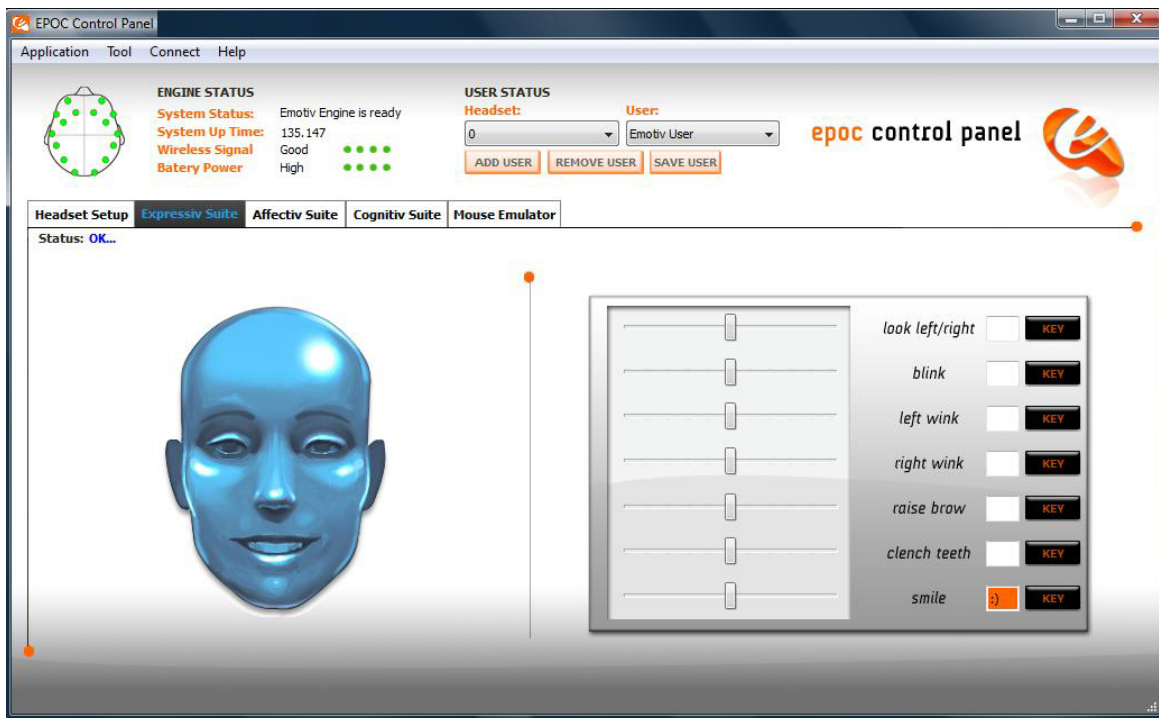 EPOC Control Panel
Application Tool Connect Help
ENGINE STATUS
System Status: Emotiv Engine is ready
System Up Time: 135.147
Wireless Signal Good
Batery Power High
USER STATUS
Headset: User:
0 Emotiv User
ADD USER REMOVE USER SAVE USER
epoc control panel
Headset Setup Expressiv Suite Affectiv Suite Cognitiv Suite Mouse Emulator
Status: OK...
look left/right KEY
blink KEY
left wink KEY
right wink KEY
raise brow KEY
clench teeth KEY
smile :) KEY